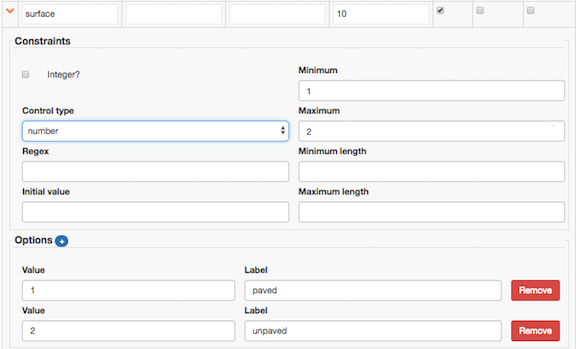 surface 10
Constraints
Integer? Minimum
1
Control type Maximum
number 2
Regex Minimum length
Initial value Maximum length
Options +
Value Label
1 paved Remove
Value Label
2 unpaved Remove